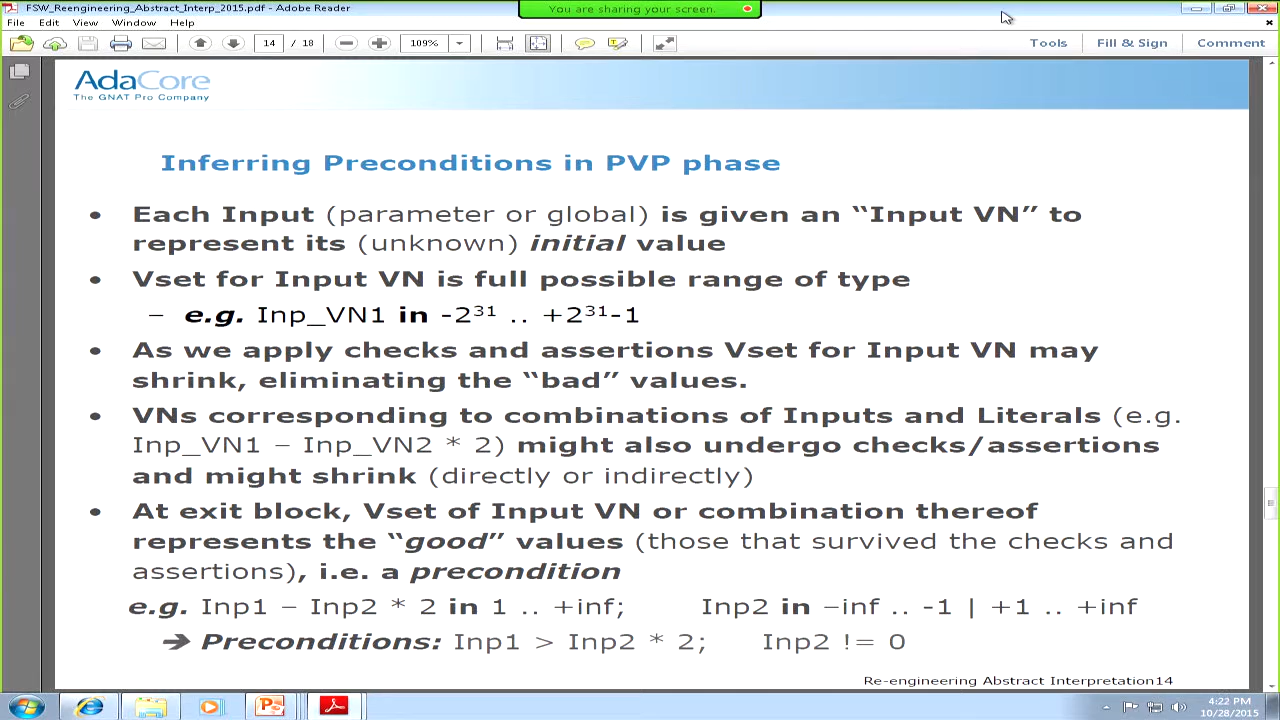 FSW_Reengineering_Abstract_Interp_2015.pdf - Adobe Reader
You are sharing your screen.
File Edit View Window Help
14 / 18 109% Tools Fill & Sign Comment
AdaCore
The GNAT Pro Company
Inferring Preconditions in PVP phase
• Each Input (parameter or global) is given an “Input VN” to
represent its (unknown) initial value
• Vset for Input VN is full possible range of type
– e.g. Inp_VN1 in -2³¹ .. +2³¹-1
• As we apply checks and assertions Vset for Input VN may
shrink, eliminating the “bad” values.
• VNs corresponding to combinations of Inputs and Literals (e.g.
Inp_VN1 – Inp_VN2 * 2) might also undergo checks/assertions
and might shrink (directly or indirectly)
• At exit block, Vset of Input VN or combination thereof
represents the “good” values (those that survived the checks and
assertions), i.e. a precondition
e.g. Inp1 – Inp2 * 2 in 1 .. +inf; Inp2 in –inf .. -1 | +1 .. +inf
➔ Preconditions: Inp1 > Inp2 * 2; Inp2 != 0
Re-engineering Abstract Interpretation14
4:22 PM
10/28/2015